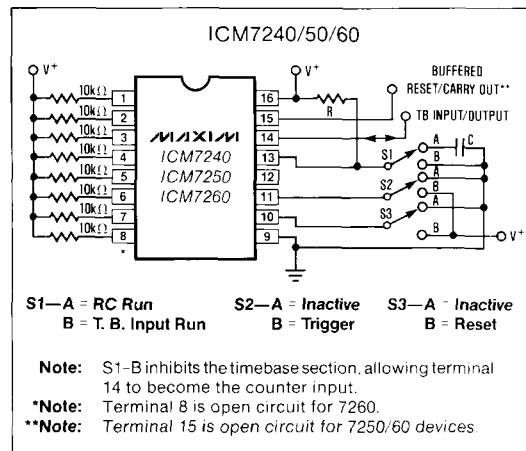 ICM7240/50/60
V+
10kΩ 1
10kΩ 2
10kΩ 3
10kΩ 4
10kΩ 5
10kΩ 6
10kΩ 7
10kΩ 8
*
MAXIM
ICM7240
ICM7250
ICM7260
16
15
14
13
12
11
10
9
V+
R
BUFFERED
RESET/CARRY OUT**
TB INPUT/OUTPUT
S1 A C
B
S2 A
B
S3 A
B V+
S1—A = RC Run S2—A = Inactive S3—A = Inactive
B = T. B. Input Run B = Trigger B = Reset
Note: S1-B inhibits the timebase section, allowing terminal
14 to become the counter input.
*Note: Terminal 8 is open circuit for 7260.
**Note: Terminal 15 is open circuit for 7250/60 devices.